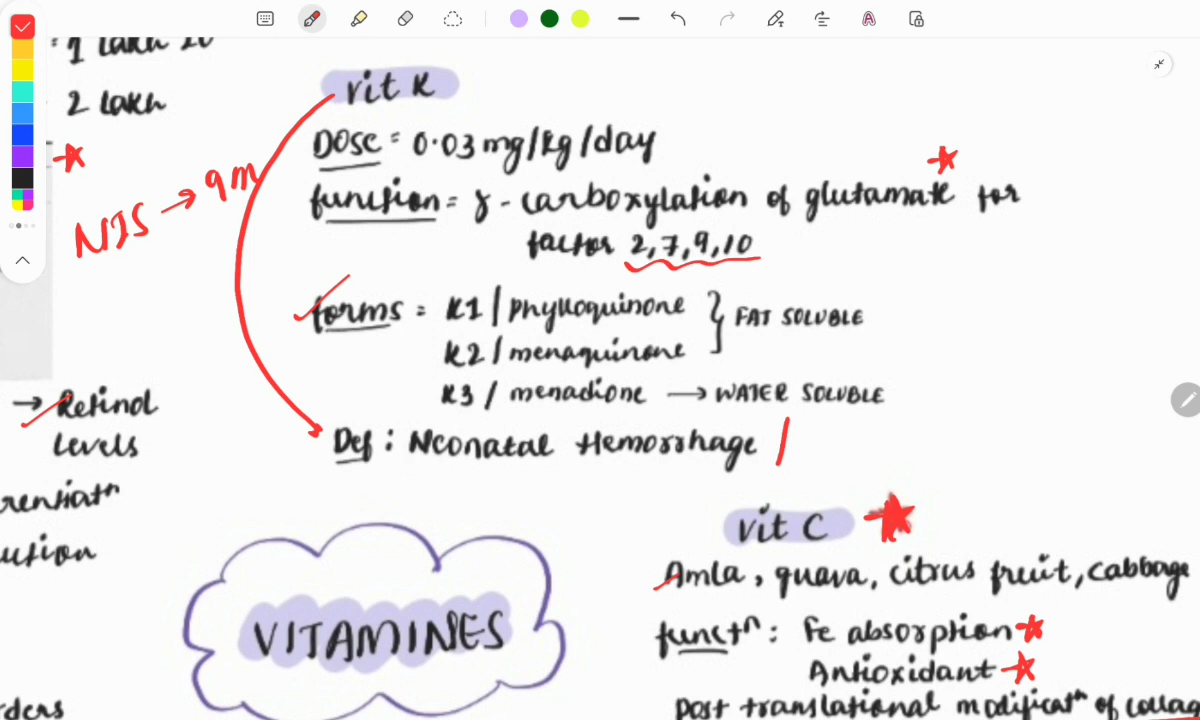 = 1 lakh IU
2 lakh
NIS → 9m
→ Retinol
Levels
rentiatⁿ
ution
rders
vit K
Dose = 0.03 mg/kg/day
function = γ - carboxylation of glutamate for
factor 2,7,9,10
forms = K1 / phylloquinone
K2 / menaquinone
} FAT SOLUBLE
K3 / menadione → WATER SOLUBLE
Def : Neonatal Hemorrhage
VITAMINES
vit C
Amla, guava, citrus fruit, cabbage
functⁿ : Fe absorption
Antioxidant
Post translational modificatⁿ of collag